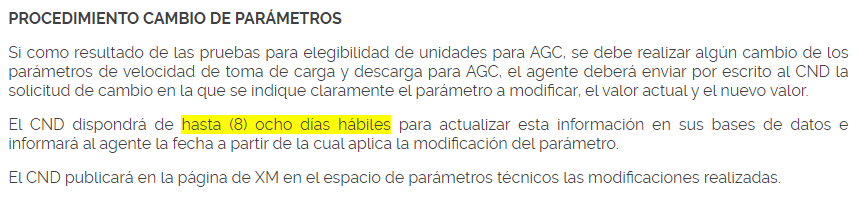 PROCEDIMIENTO CAMBIO DE PARÁMETROS
Si como resultado de las pruebas para elegibilidad de unidades para AGC, se debe realizar algún cambio de los
parámetros de velocidad de toma de carga y descarga para AGC, el agente deberá enviar por escrito al CND la
solicitud de cambio en la que se indique claramente el parámetro a modificar, el valor actual y el nuevo valor.
El CND dispondrá de hasta (8) ocho días hábiles para actualizar esta información en sus bases de datos e
informará al agente la fecha a partir de la cual aplica la modificación del parámetro.
El CND publicará en la página de XM en el espacio de parámetros técnicos las modificaciones realizadas.